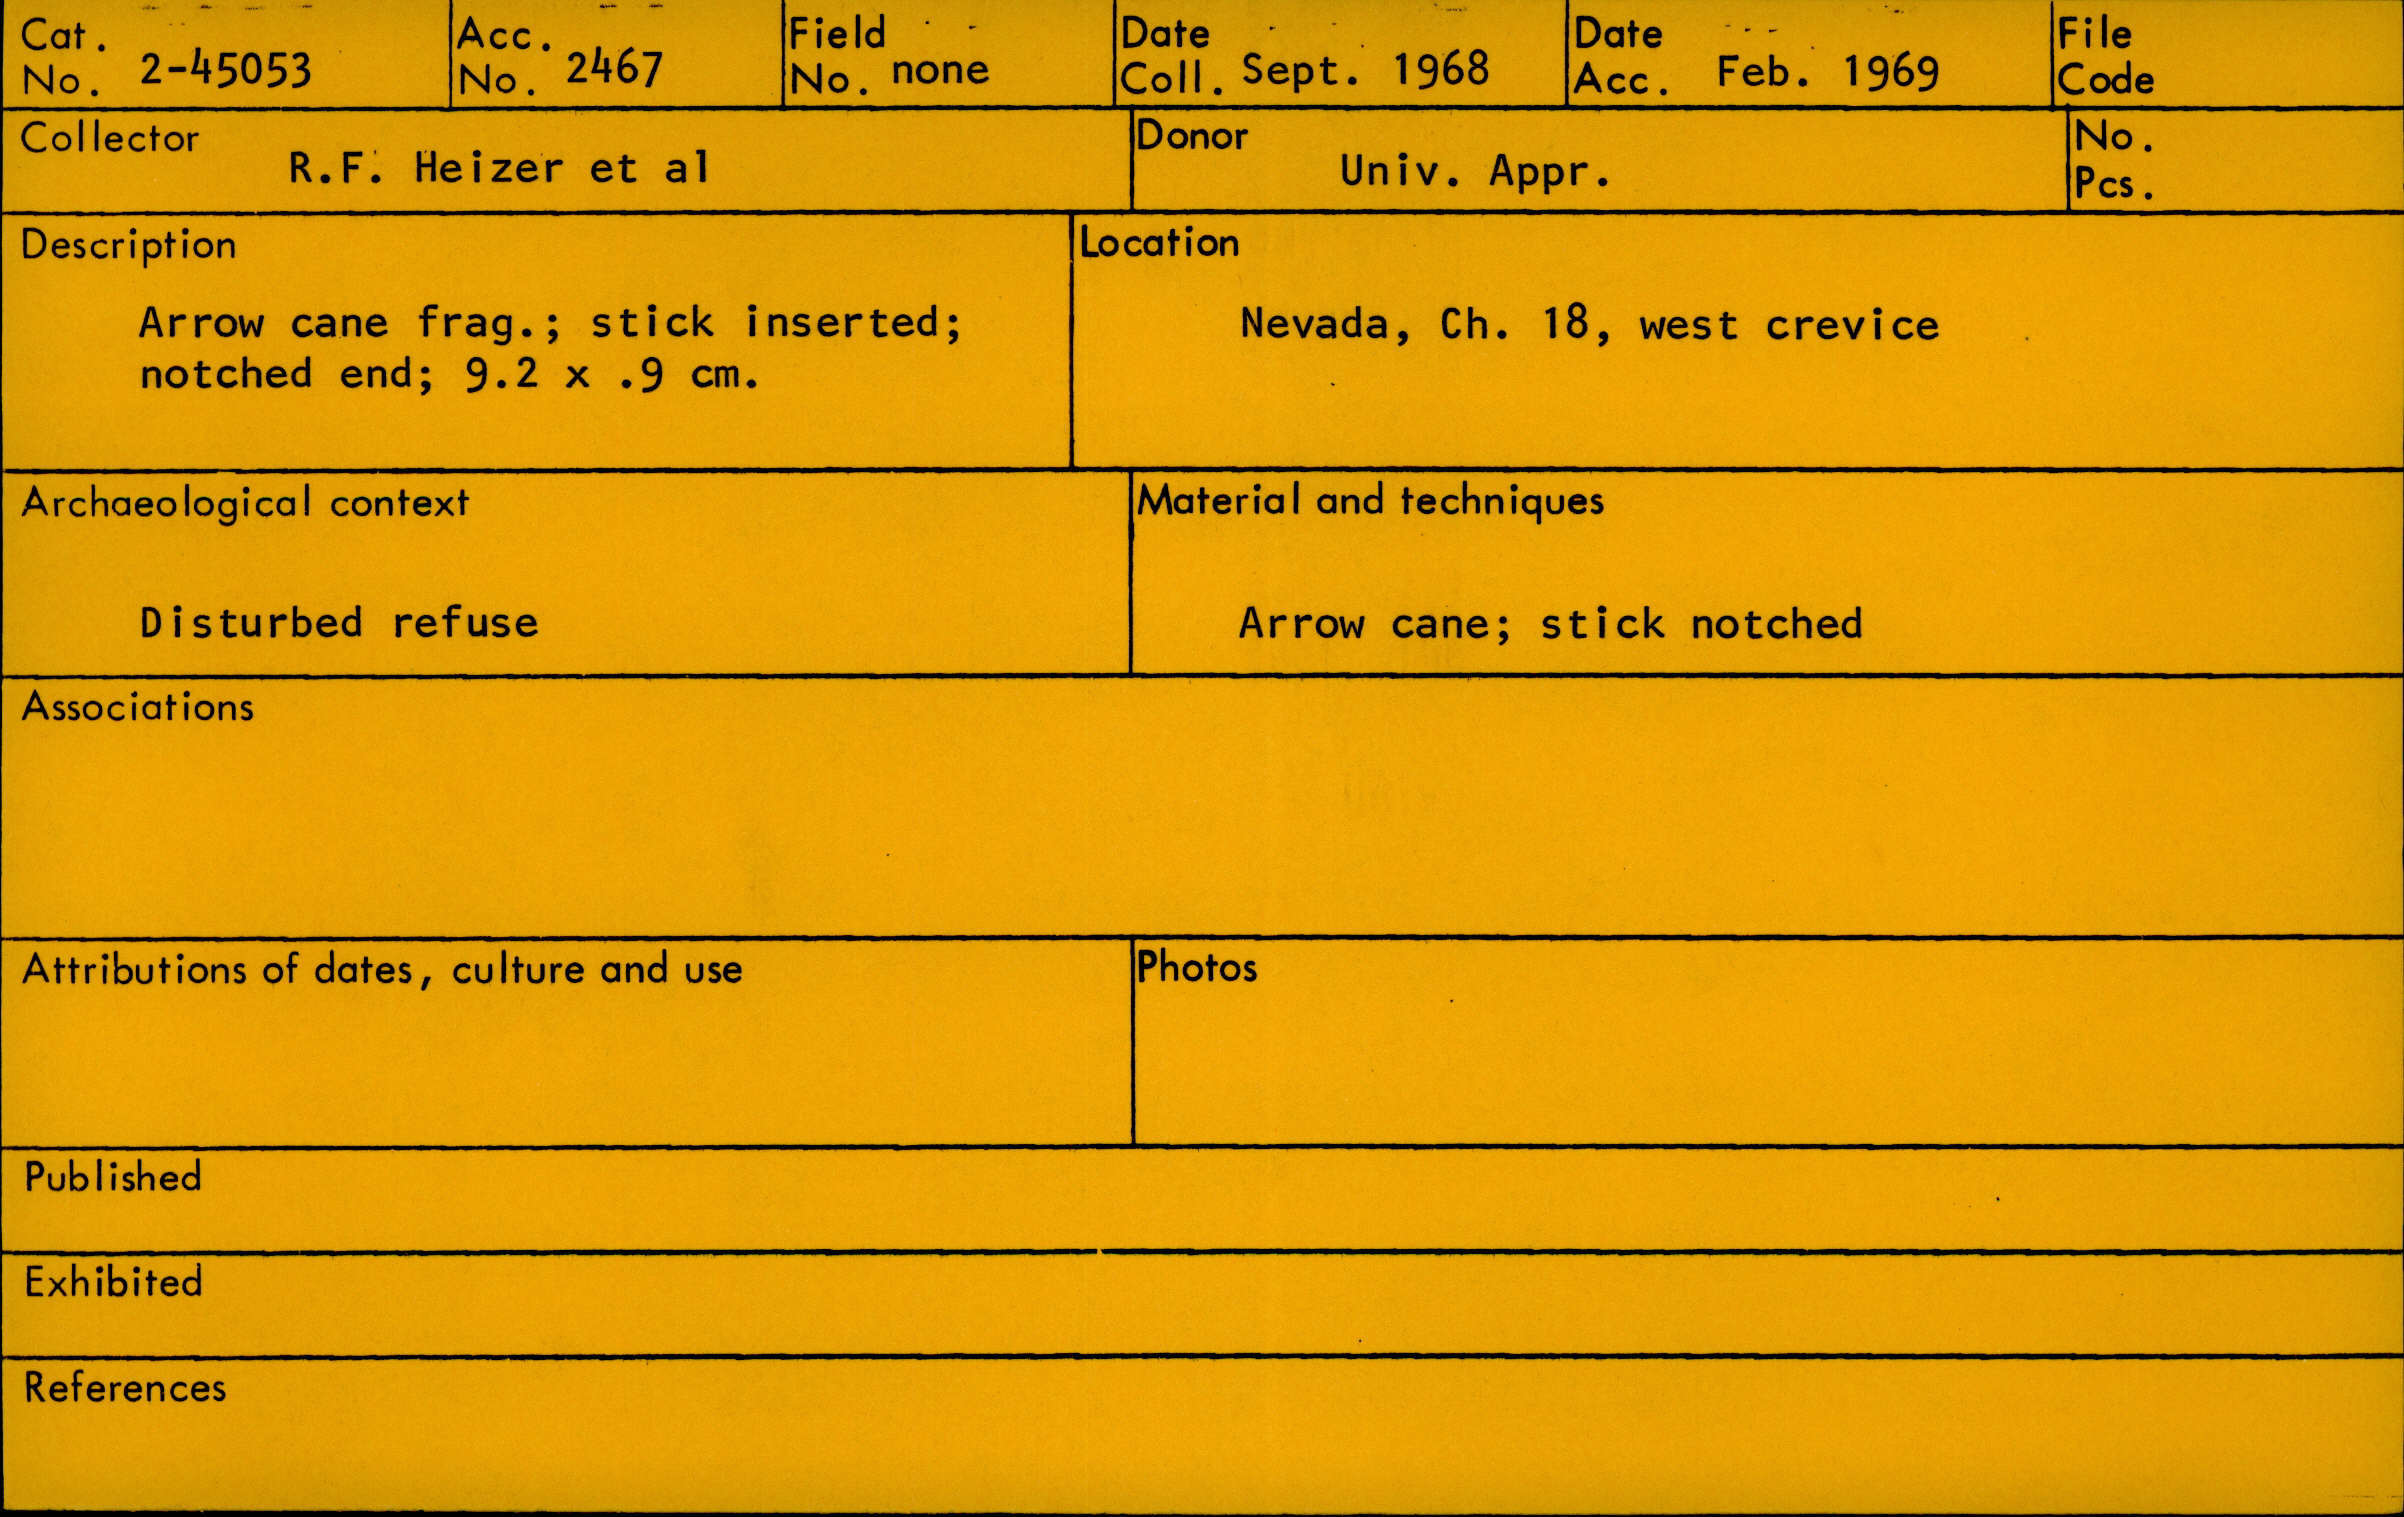 Cat. No. 2-45053
Acc. No. 2467
Field No. none
Date Coll. Sept. 1968
Date Acc. Feb. 1969
File Code
Collector R.F. Heizer et al
Donor Univ. Appr.
No. Pcs.
Description
Arrow cane frag.; stick inserted;
notched end; 9.2 x .9 cm.
Location
Nevada, Ch. 18, west crevice
Archaeological context
Disturbed refuse
Material and techniques
Arrow cane; stick notched
Associations
Attributions of dates, culture and use
Photos
Published
Exhibited
References